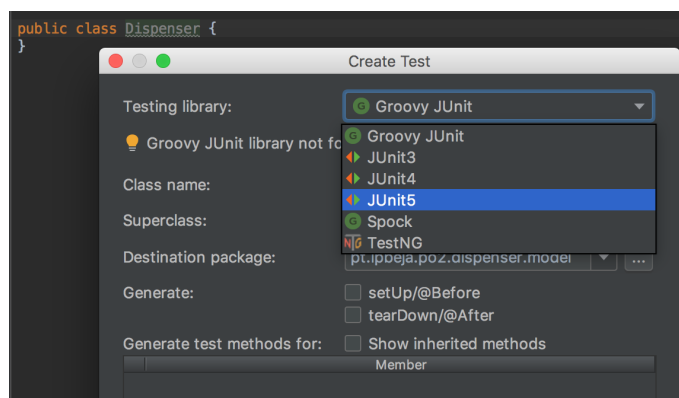 public class Dispenser {
}
Create Test
Testing library:
Groovy JUnit
Groovy JUnit library not fo
Groovy JUnit
JUnit3
JUnit4
JUnit5
Spock
TestNG
Class name:
Superclass:
Destination package:
pt.ipbeja.po2.dispenser.model
...
Generate:
setUp/@Before
tearDown/@After
Generate test methods for:
Show inherited methods
Member